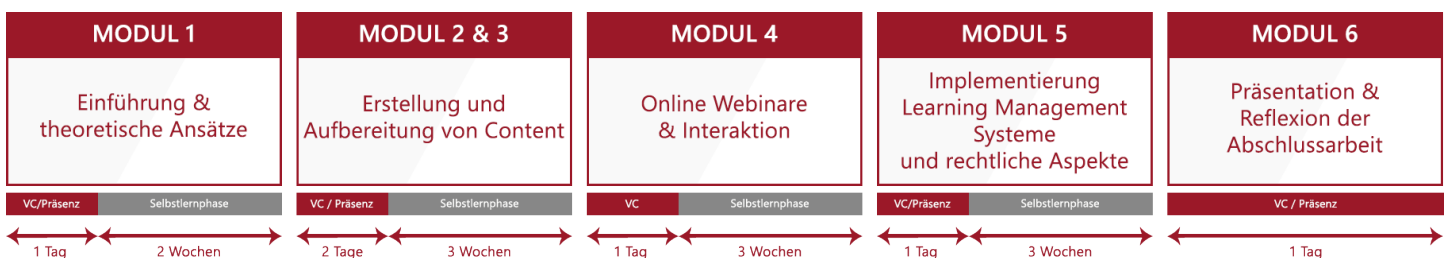 MODUL 1
Einführung &
theoretische Ansätze
VC/Präsenz
Selbstlernphase
1 Tag
2 Wochen
MODUL 2 & 3
Erstellung und
Aufbereitung von Content
VC / Präsenz
Selbstlernphase
2 Tage
3 Wochen
MODUL 4
Online Webinare
& Interaktion
VC
Selbstlernphase
1 Tag
3 Wochen
MODUL 5
Implementierung
Learning Management
Systeme
und rechtliche Aspekte
VC/Präsenz
Selbstlernphase
1 Tag
3 Wochen
MODUL 6
Präsentation &
Reflexion der
Abschlussarbeit
VC / Präsenz
1 Tag